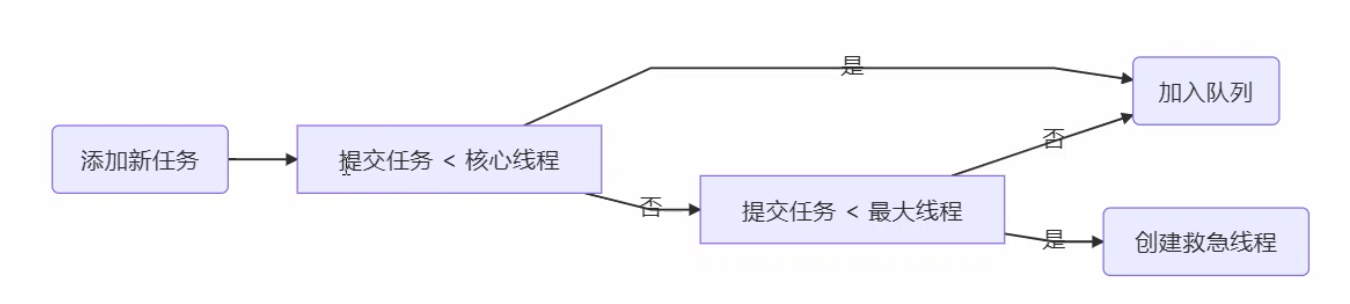 是
加入队列
添加新任务
提交任务 < 核心线程
否
否
提交任务 < 最大线程
是
创建救急线程